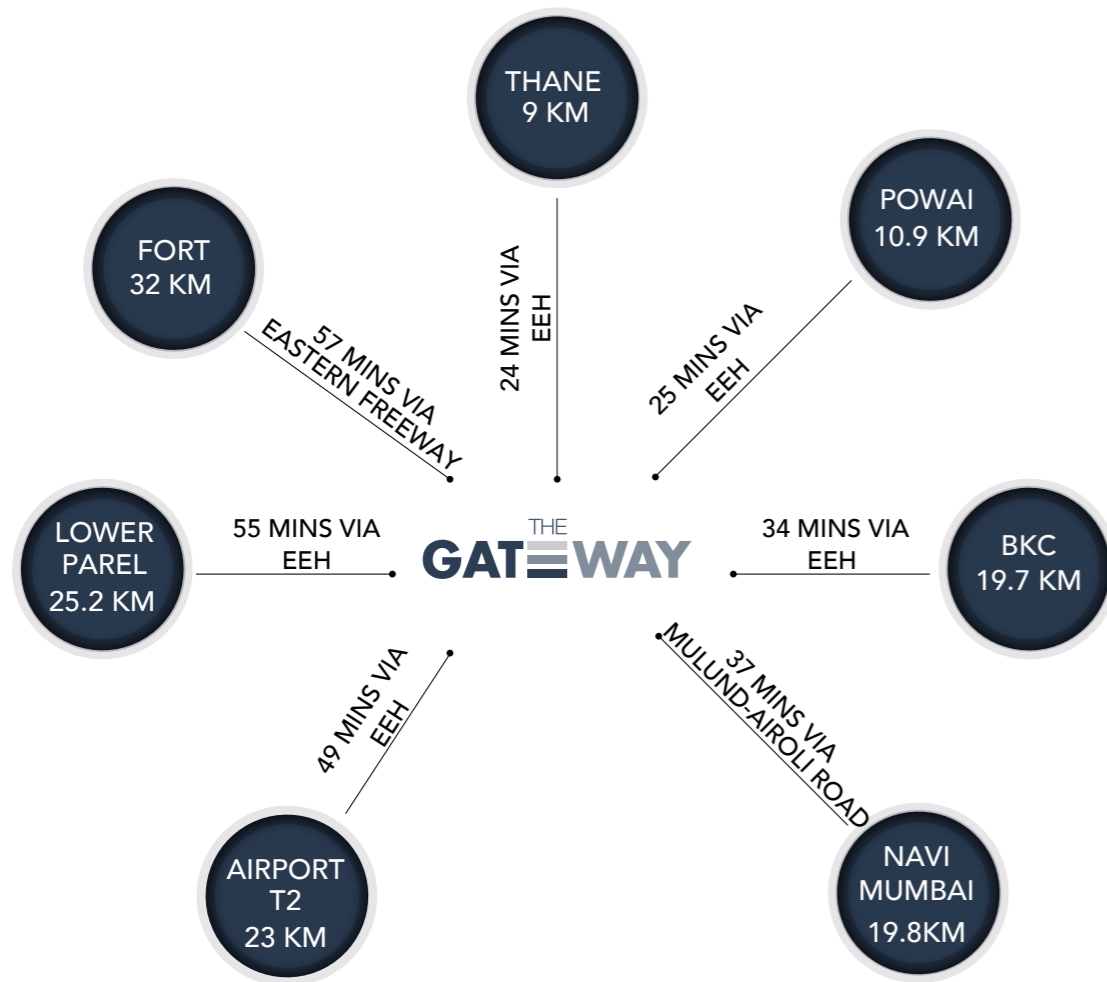 THANE
9 KM
POWAI
10.9 KM
FORT
32 KM
24 MINS VIA
EEH
25 MINS VIA
EEH
57 MINS VIA
EASTERN FREEWAY
LOWER
PAREL
25.2 KM
55 MINS VIA
EEH
THE
GATEWAY
34 MINS VIA
EEH
BKC
19.7 KM
49 MINS VIA
EEH
37 MINS VIA
MULUND-AIROLI ROAD
AIRPORT
T2
23 KM
NAVI
MUMBAI
19.8KM